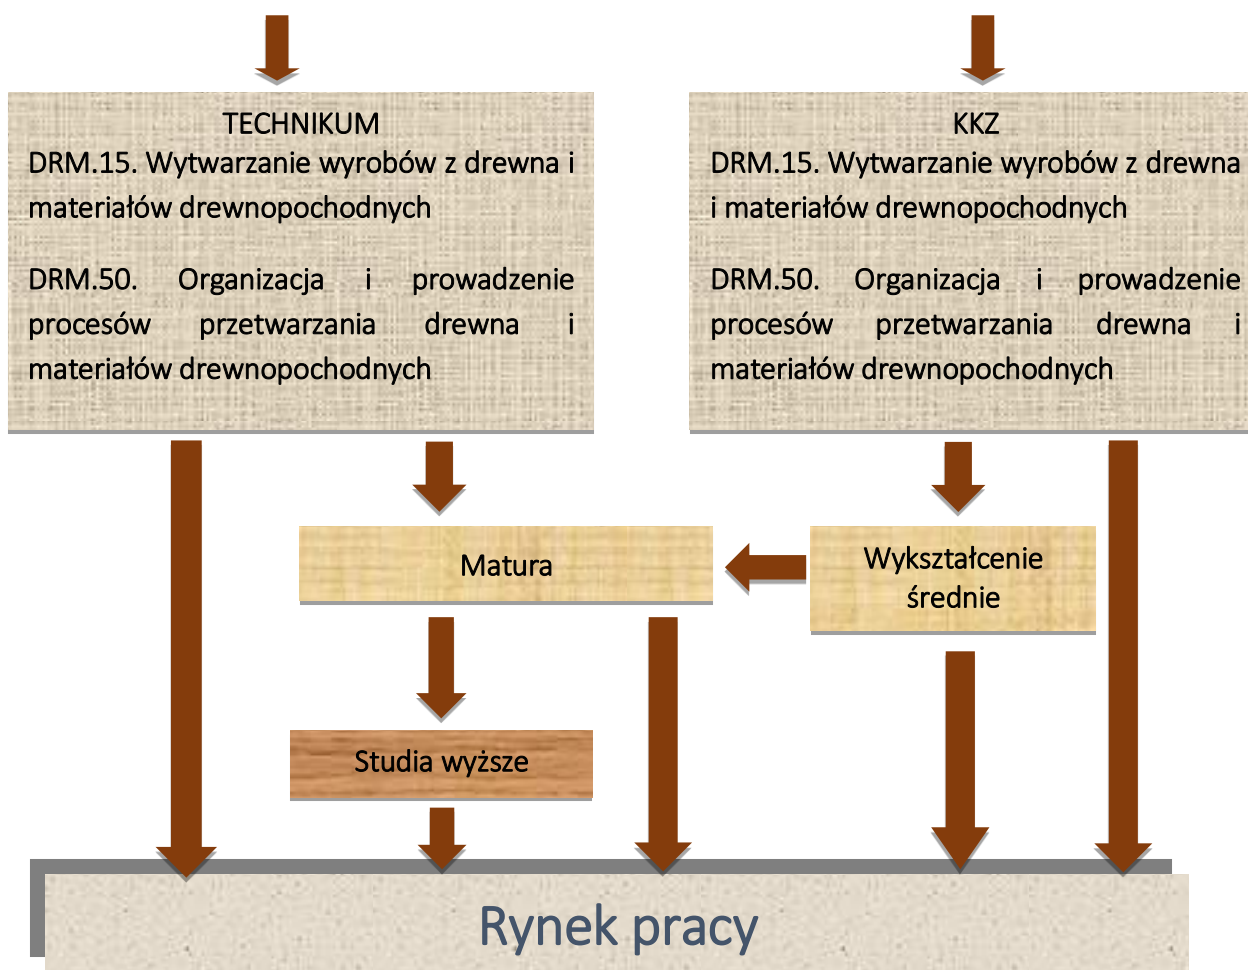 TECHNIKUM
DRM.15. Wytwarzanie wyrobów z drewna i
materiałów drewnopochodnych
DRM.50. Organizacja i prowadzenie
procesów przetwarzania drewna i
materiałów drewnopochodnych
KKZ
DRM.15. Wytwarzanie wyrobów z drewna
i materiałów drewnopochodnych
DRM.50. Organizacja i prowadzenie
procesów przetwarzania drewna i
materiałów drewnopochodnych
Matura
Wykształcenie
średnie
Studia wyższe
Rynek pracy